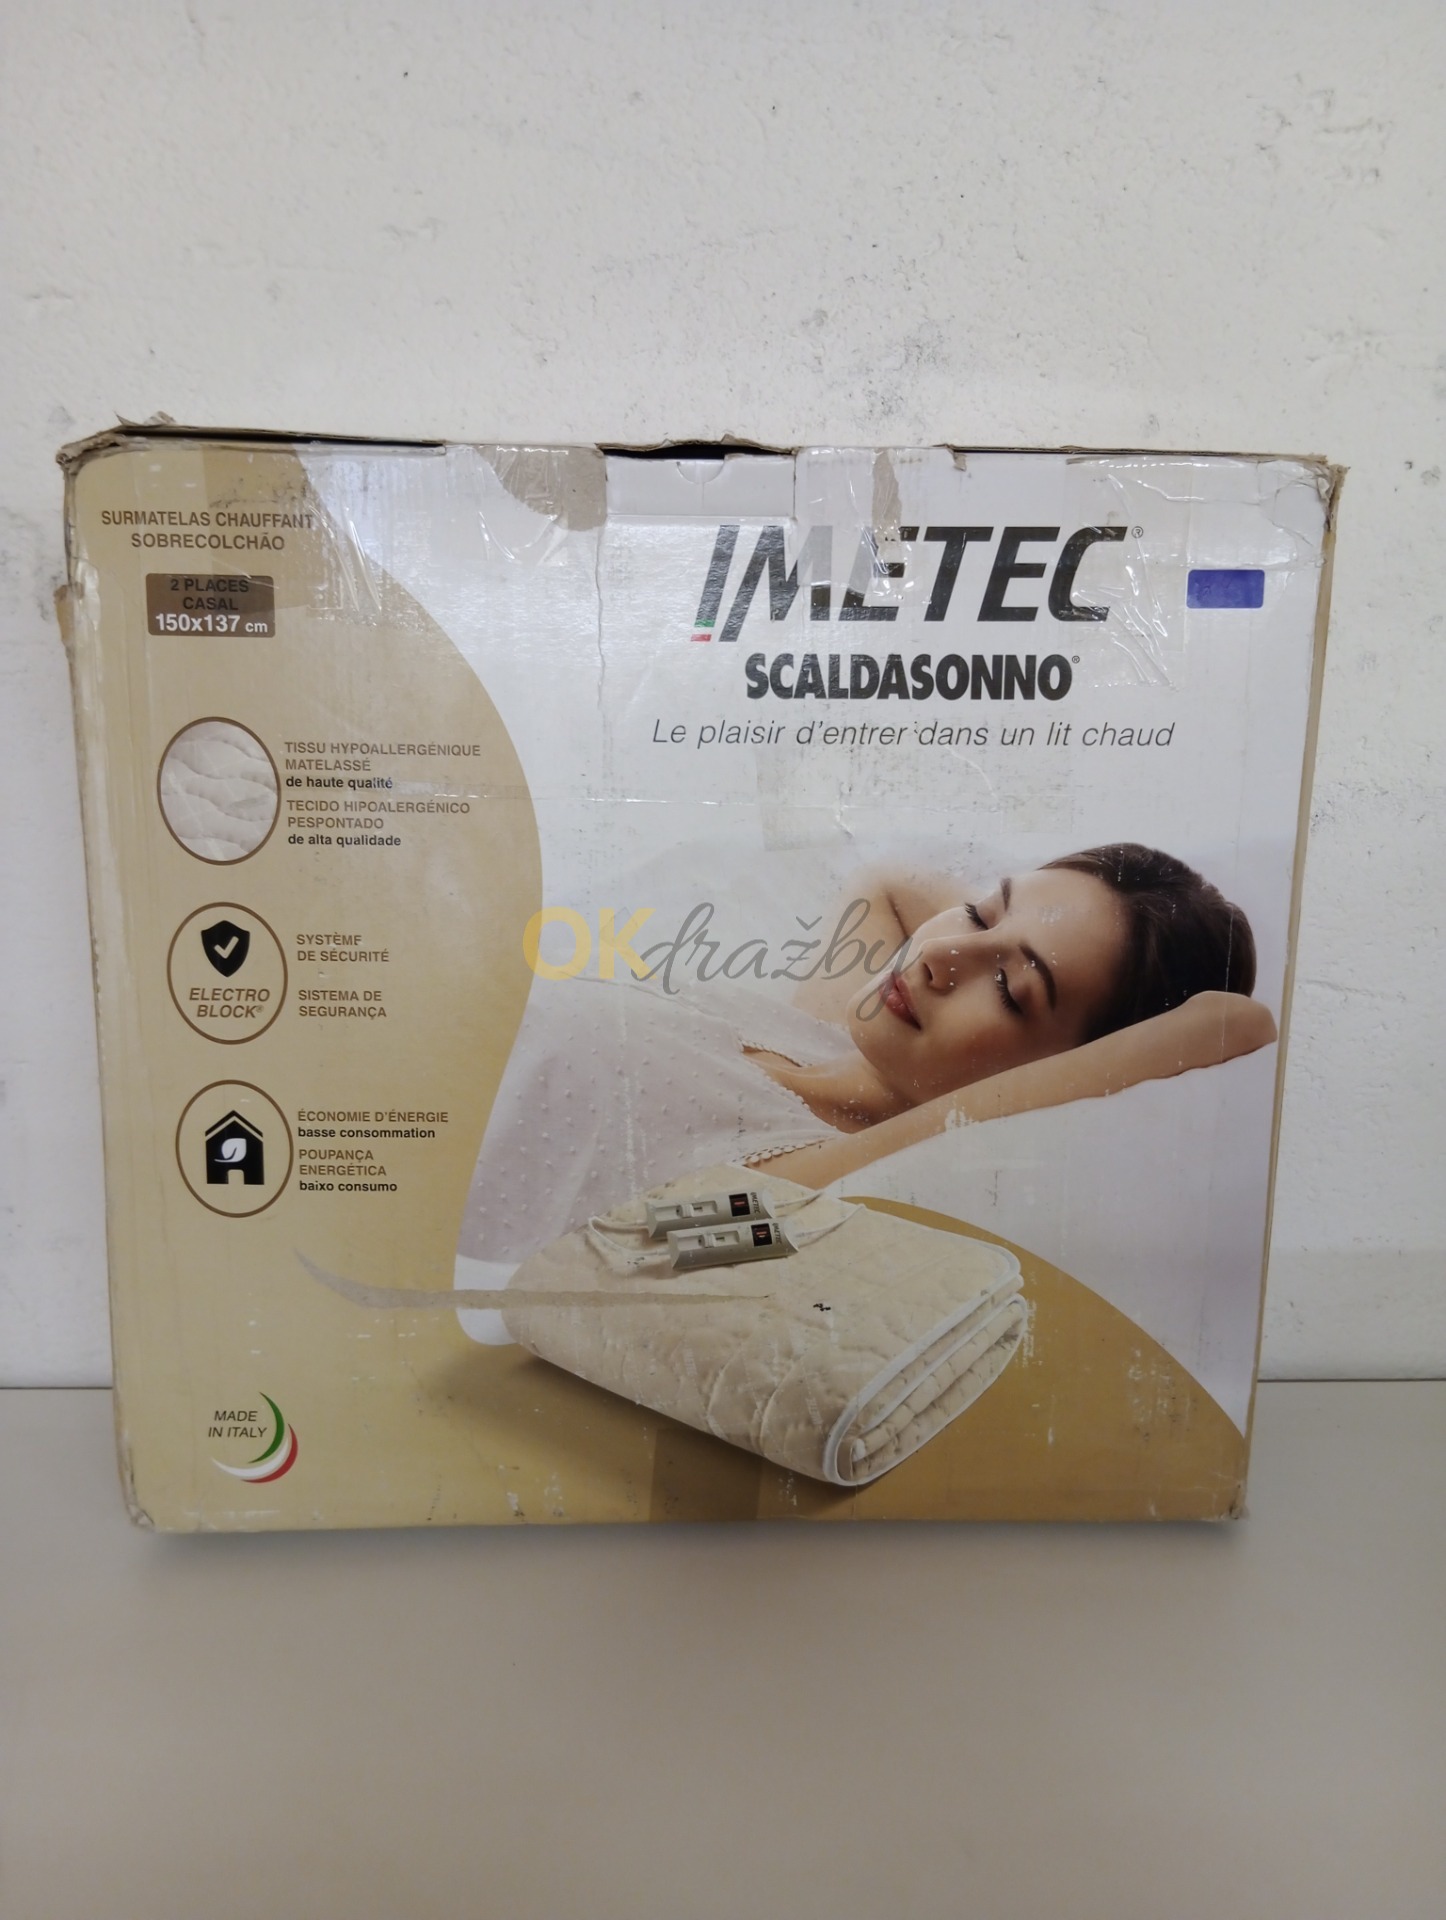 SURMATELAS CHAUFFANT
SOBRECOLCHÃO
2 PLACES
CASAL
150x137 cm
IMETEC®
SCALDASONNO®
Le plaisir d'entrer dans un lit chaud
TISSU HYPOALLERGÉNIQUE
MATELASSÉ
de haute qualité
TECIDO HIPOALERGÉNICO
PESPONTADO
de alta qualidade
ELECTRO
BLOCK®
SYSTÈME
DE SÉCURITÉ
SISTEMA DE
SEGURANÇA
ÉCONOMIE D'ÉNERGIE
basse consommation
POUPANÇA
ENERGÉTICA
baixo consumo
OKdražby
IMETEC
IMETEC
MADE
IN ITALY